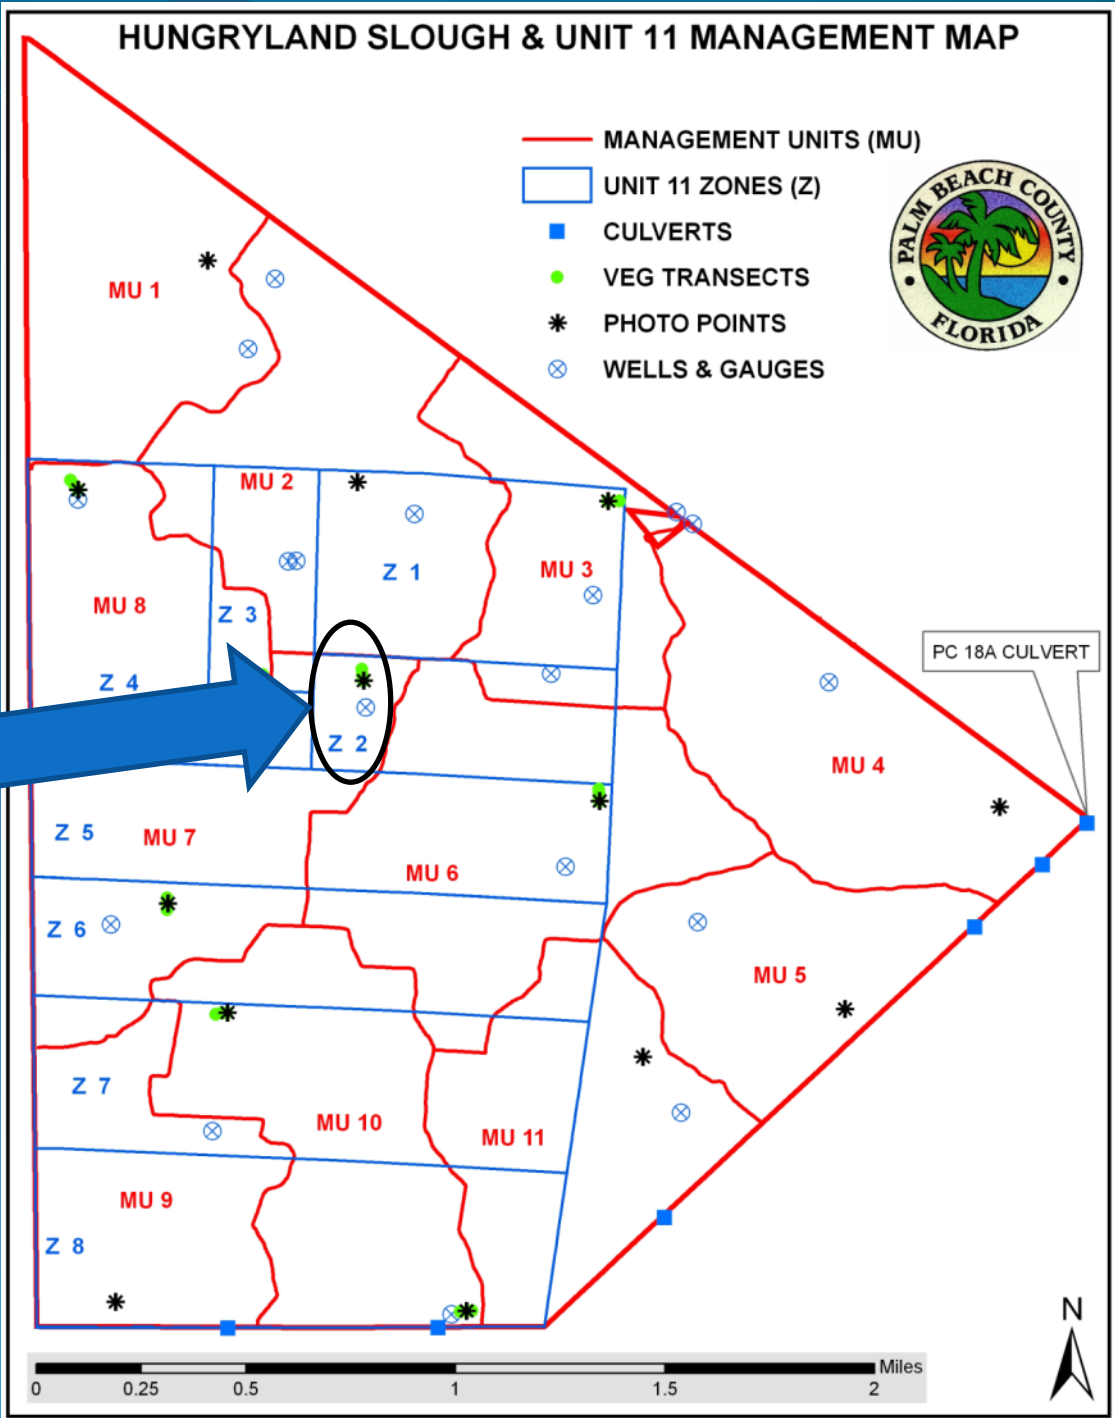 HUNGRYLAND SLOUGH & UNIT 11 MANAGEMENT MAP
MANAGEMENT UNITS (MU)
UNIT 11 ZONES (Z)
CULVERTS
VEG TRANSECTS
PHOTO POINTS
WELLS & GAUGES
PALM BEACH COUNTY
FLORIDA
MU 1
MU 2
Z 1
MU 3
MU 8
Z 3
PC 18A CULVERT
Z 4
Z 2
MU 4
Z 5
MU 7
MU 6
Z 6
MU 5
Z 7
MU 10
MU 11
MU 9
Z 8
N
Miles
0 0.25 0.5 1 1.5 2